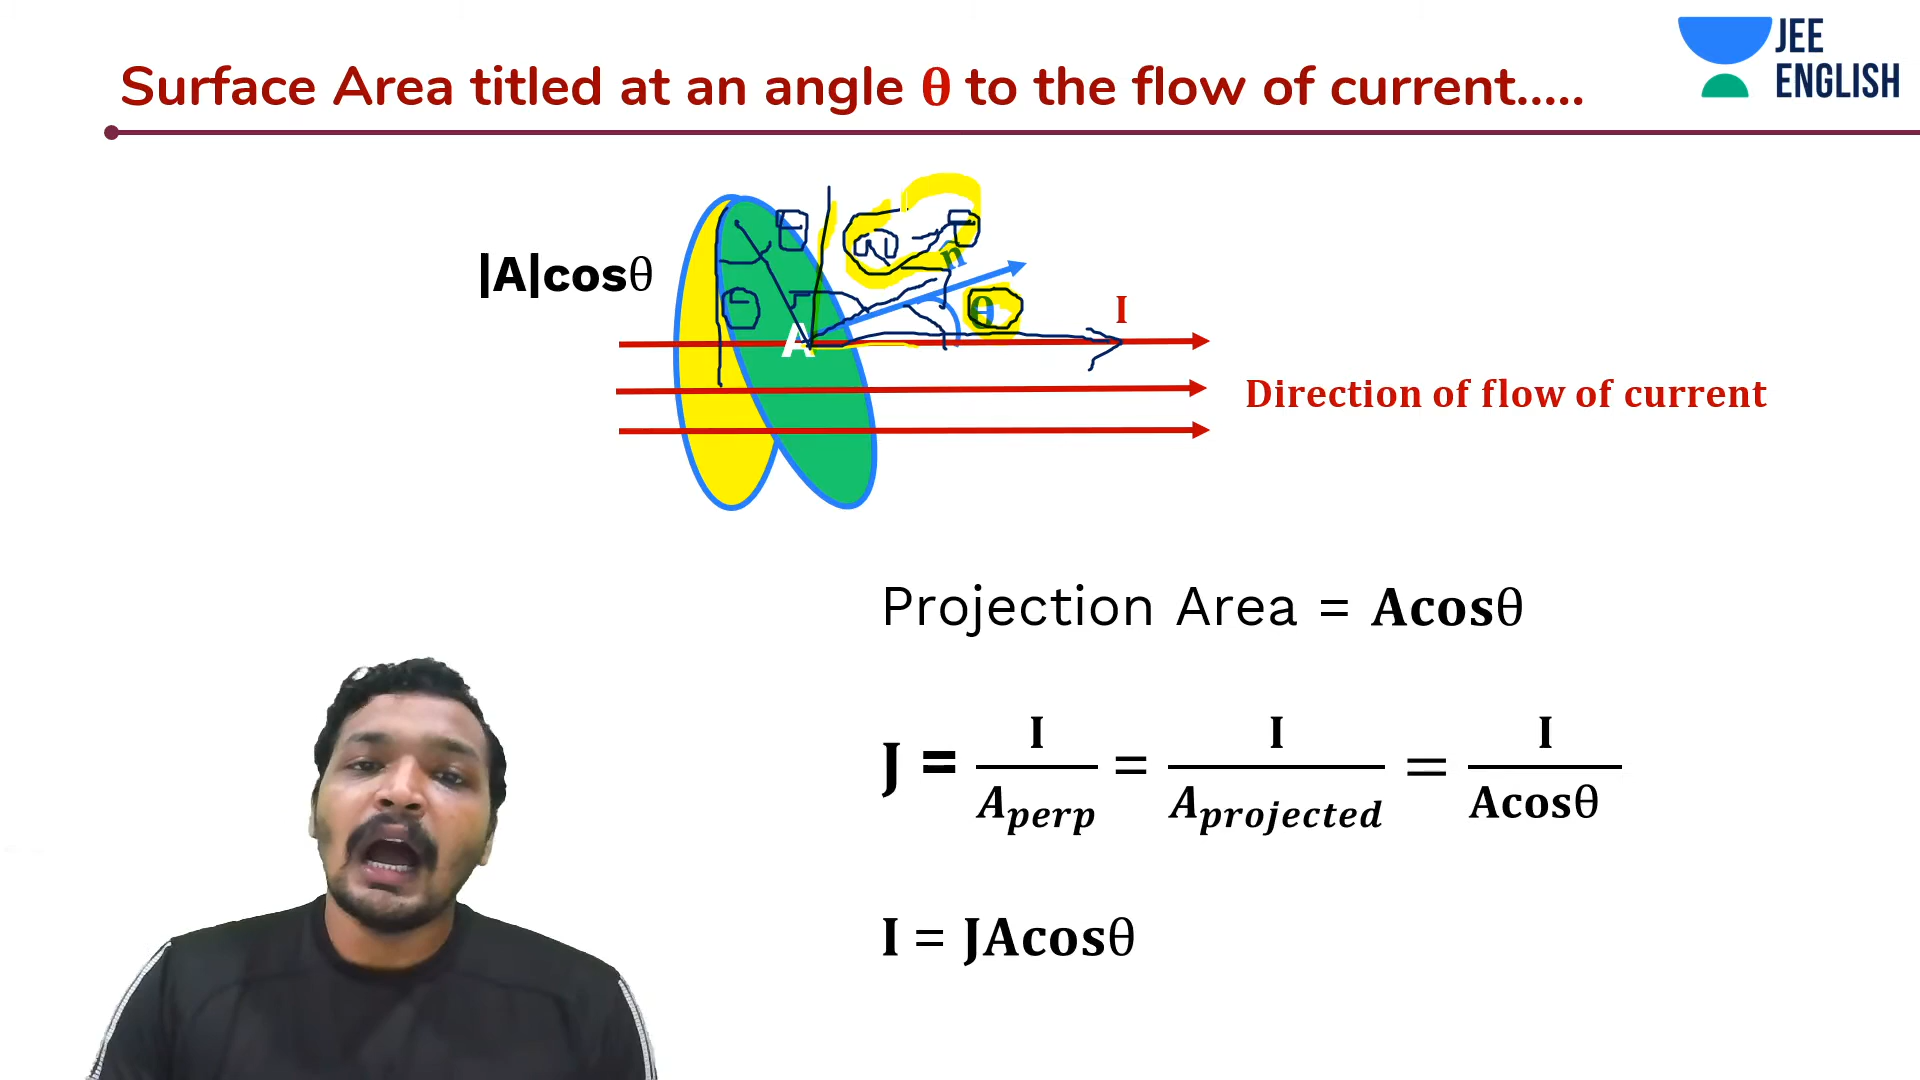 Surface Area titled at an angle θ to the flow of current.....
JEE
ENGLISH
|A|cosθ
n
θ
I
A
Direction of flow of current
Projection Area = Acosθ
J = I/A_perp = I/A_projected = I/Acosθ
I = JAcosθ